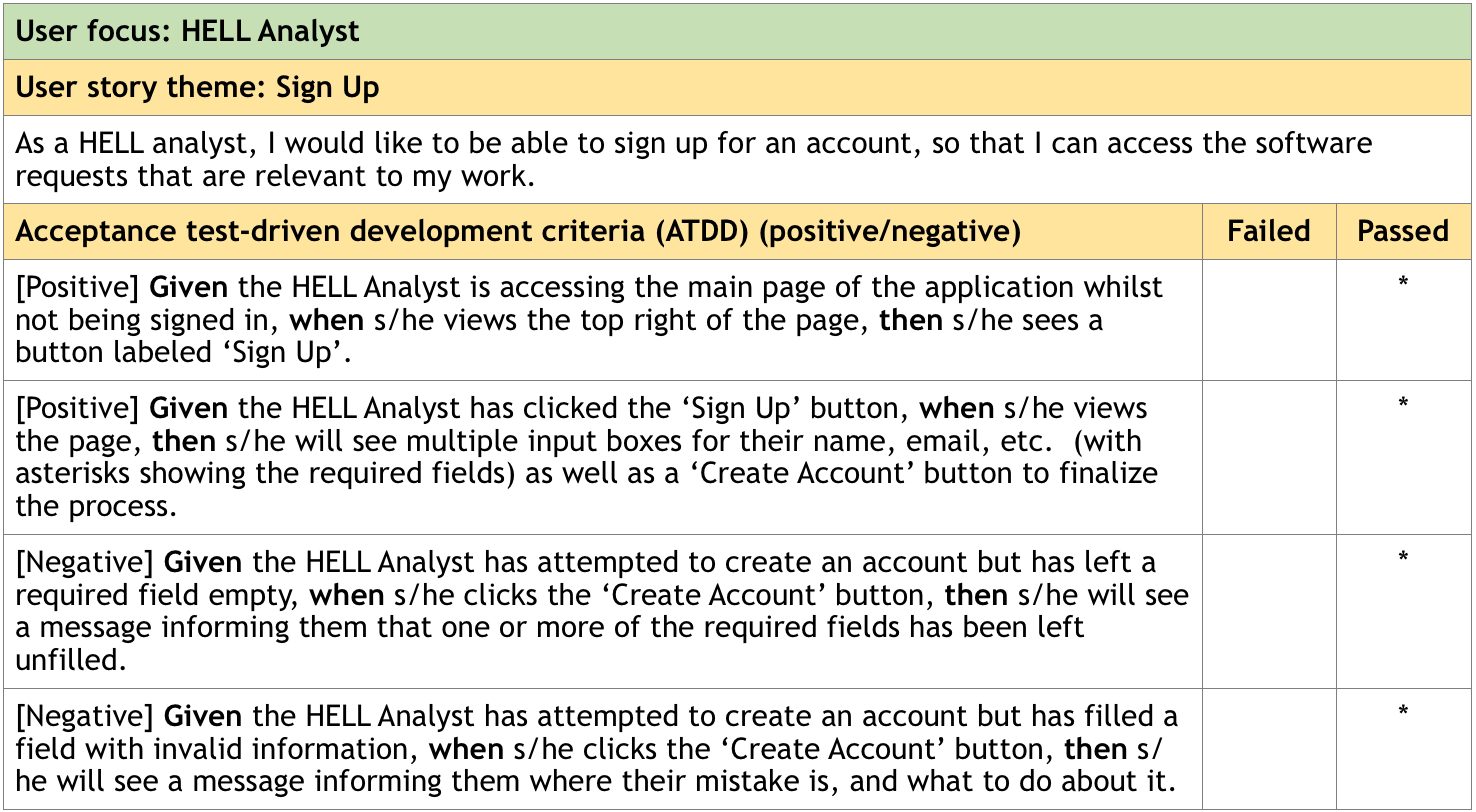 User focus: HELL Analyst
User story theme: Sign Up
As a HELL analyst, I would like to be able to sign up for an account, so that I can access the software
requests that are relevant to my work.
Acceptance test-driven development criteria (ATDD) (positive/negative) Failed Passed
[Positive] Given the HELL Analyst is accessing the main page of the application whilst *
not being signed in, when s/he views the top right of the page, then s/he sees a
button labeled ‘Sign Up’.
[Positive] Given the HELL Analyst has clicked the ‘Sign Up’ button, when s/he views *
the page, then s/he will see multiple input boxes for their name, email, etc.  (with
asterisks showing the required fields) as well as a ‘Create Account’ button to finalize
the process.
[Negative] Given the HELL Analyst has attempted to create an account but has left a *
required field empty, when s/he clicks the ‘Create Account’ button, then s/he will see
a message informing them that one or more of the required fields has been left
unfilled.
[Negative] Given the HELL Analyst has attempted to create an account but has filled a *
field with invalid information, when s/he clicks the ‘Create Account’ button, then s/
he will see a message informing them where their mistake is, and what to do about it.